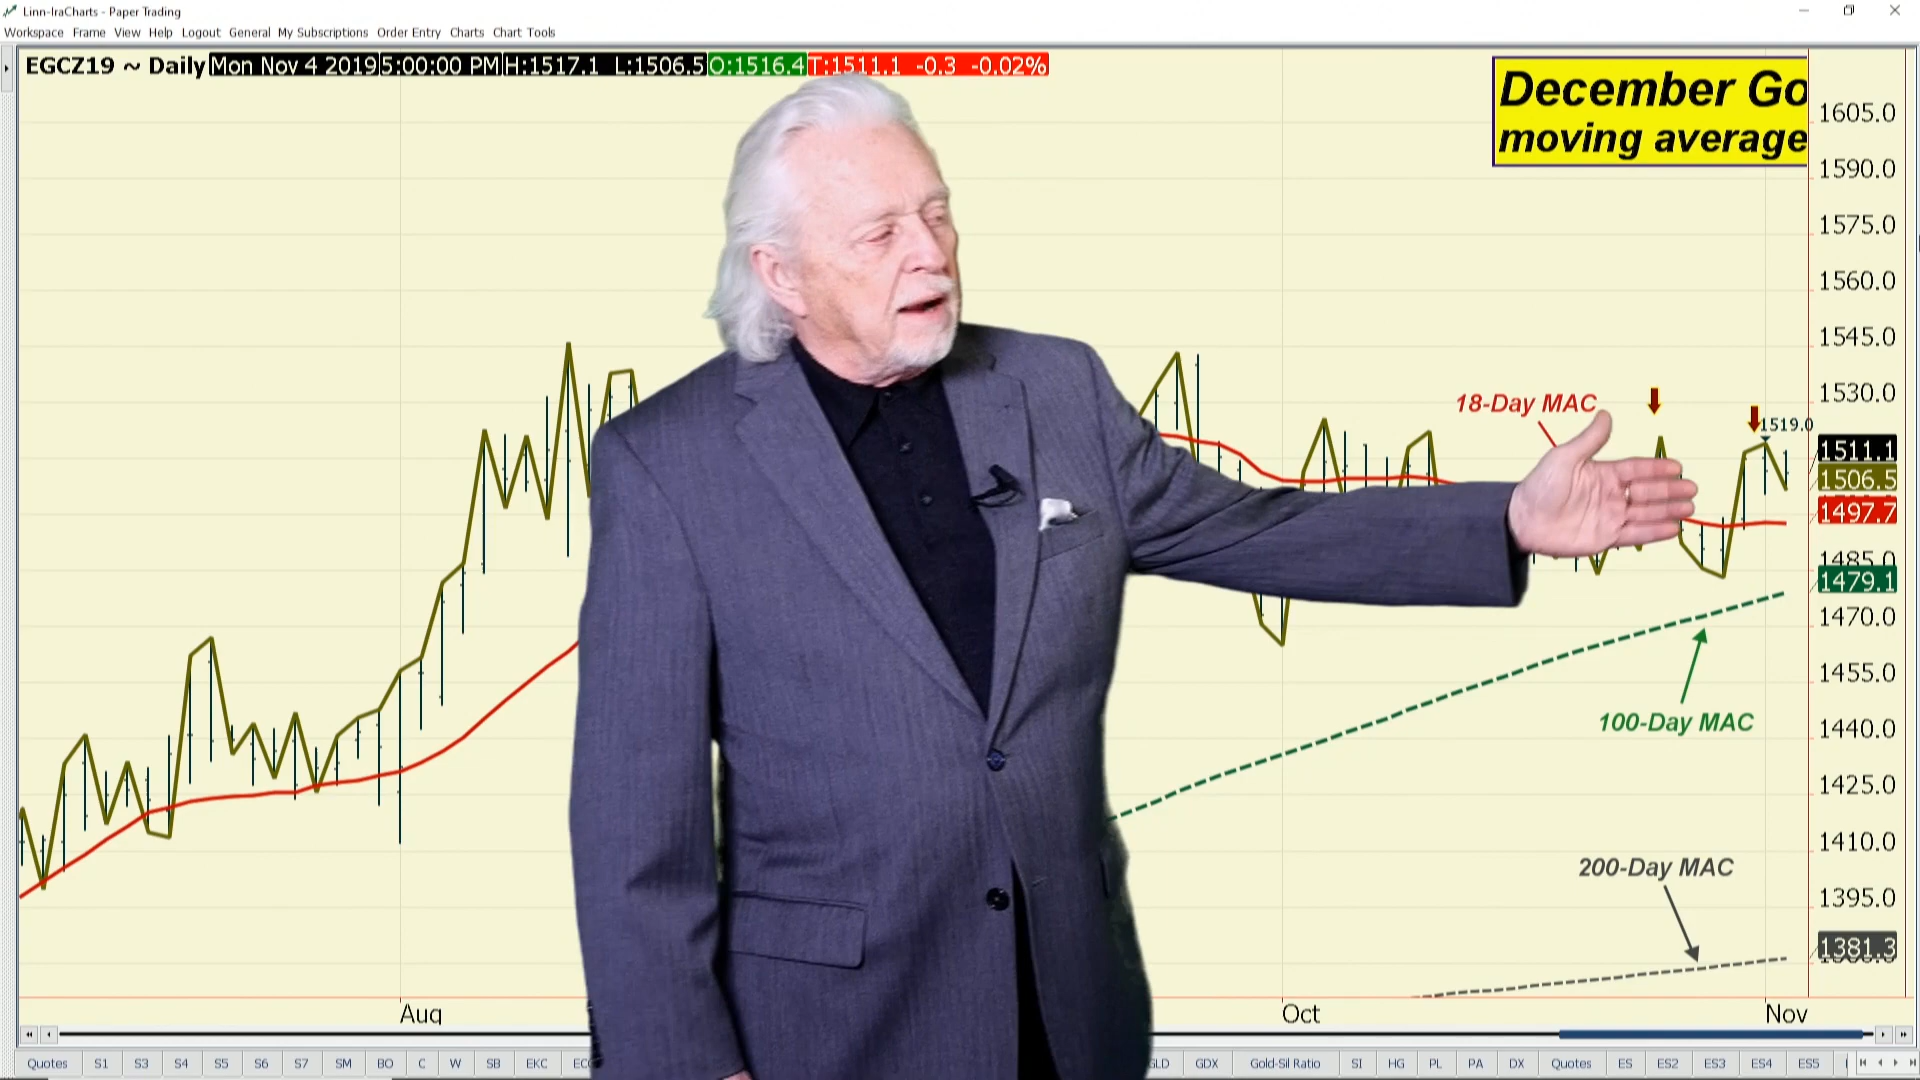 Linn-IraCharts - Paper Trading
Workspace Frame View Help Logout General My Subscriptions Order Entry Charts Chart Tools
EGCZ19 ~ Daily Mon Nov 4 2019 5:00:00 PM H:1517.1 L:1506.5 O:1516.4 T:1511.1 -0.3 -0.02%
December Go
moving average
1605.0
1590.0
1575.0
1560.0
1545.0
1530.0
18-Day MAC
1519.0
1511.1
1506.5
1497.7
1485.0
1479.1
1470.0
1455.0
100-Day MAC
1440.0
1425.0
1410.0
200-Day MAC
1395.0
1381.3
Aug
Oct
Nov
Quotes S1 S3 S4 S5 S6 S7 SM BO C W SB EKC GLD GDX Gold-Sil Ratio SI HG PL PA DX Quotes ES ES2 ES3 ES4 ES5